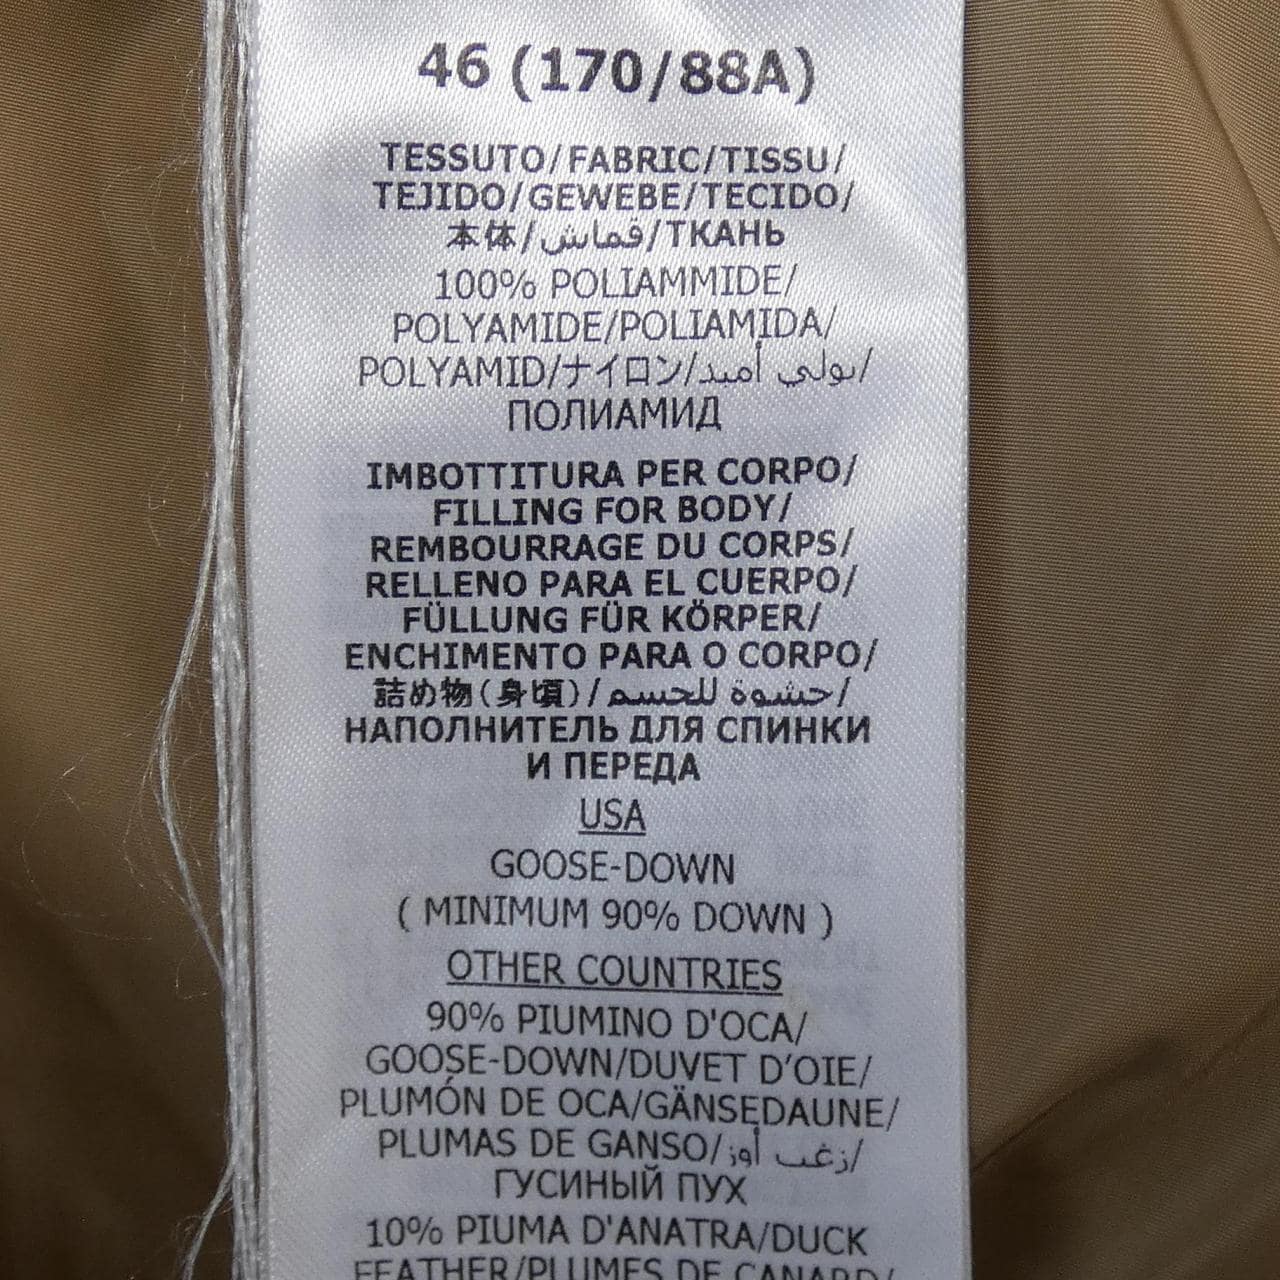 46 (170/88A)
TESSUTO/FABRIC/TISSU/
TEJIDO/GEWEBE/TECIDO/
本体/قماش/ТКАНЬ
100% POLIAMMIDE/
POLYAMIDE/POLIAMIDA/
POLYAMID/ナイロン/بولي أميد/
ПОЛИАМИД
IMBOTTITURA PER CORPO/
FILLING FOR BODY/
REMBOURRAGE DU CORPS/
RELLENO PARA EL CUERPO/
FÜLLUNG FÜR KÖRPER/
ENCHIMENTO PARA O CORPO/
詰め物(身頃)/حشوة للجسم/
НАПОЛНИТЕЛЬ ДЛЯ СПИНКИ
И ПЕРЕДА
USA
GOOSE-DOWN
( MINIMUM 90% DOWN )
OTHER COUNTRIES
90% PIUMINO D'OCA/
GOOSE-DOWN/DUVET D’OIE/
PLUMÓN DE OCA/GÄNSEDAUNE/
PLUMAS DE GANSO/زغب أوز/
ГУСИНЫЙ ПУХ
10% PIUMA D'ANATRA/DUCK
FEATHER/PLUMES DE CANARD/